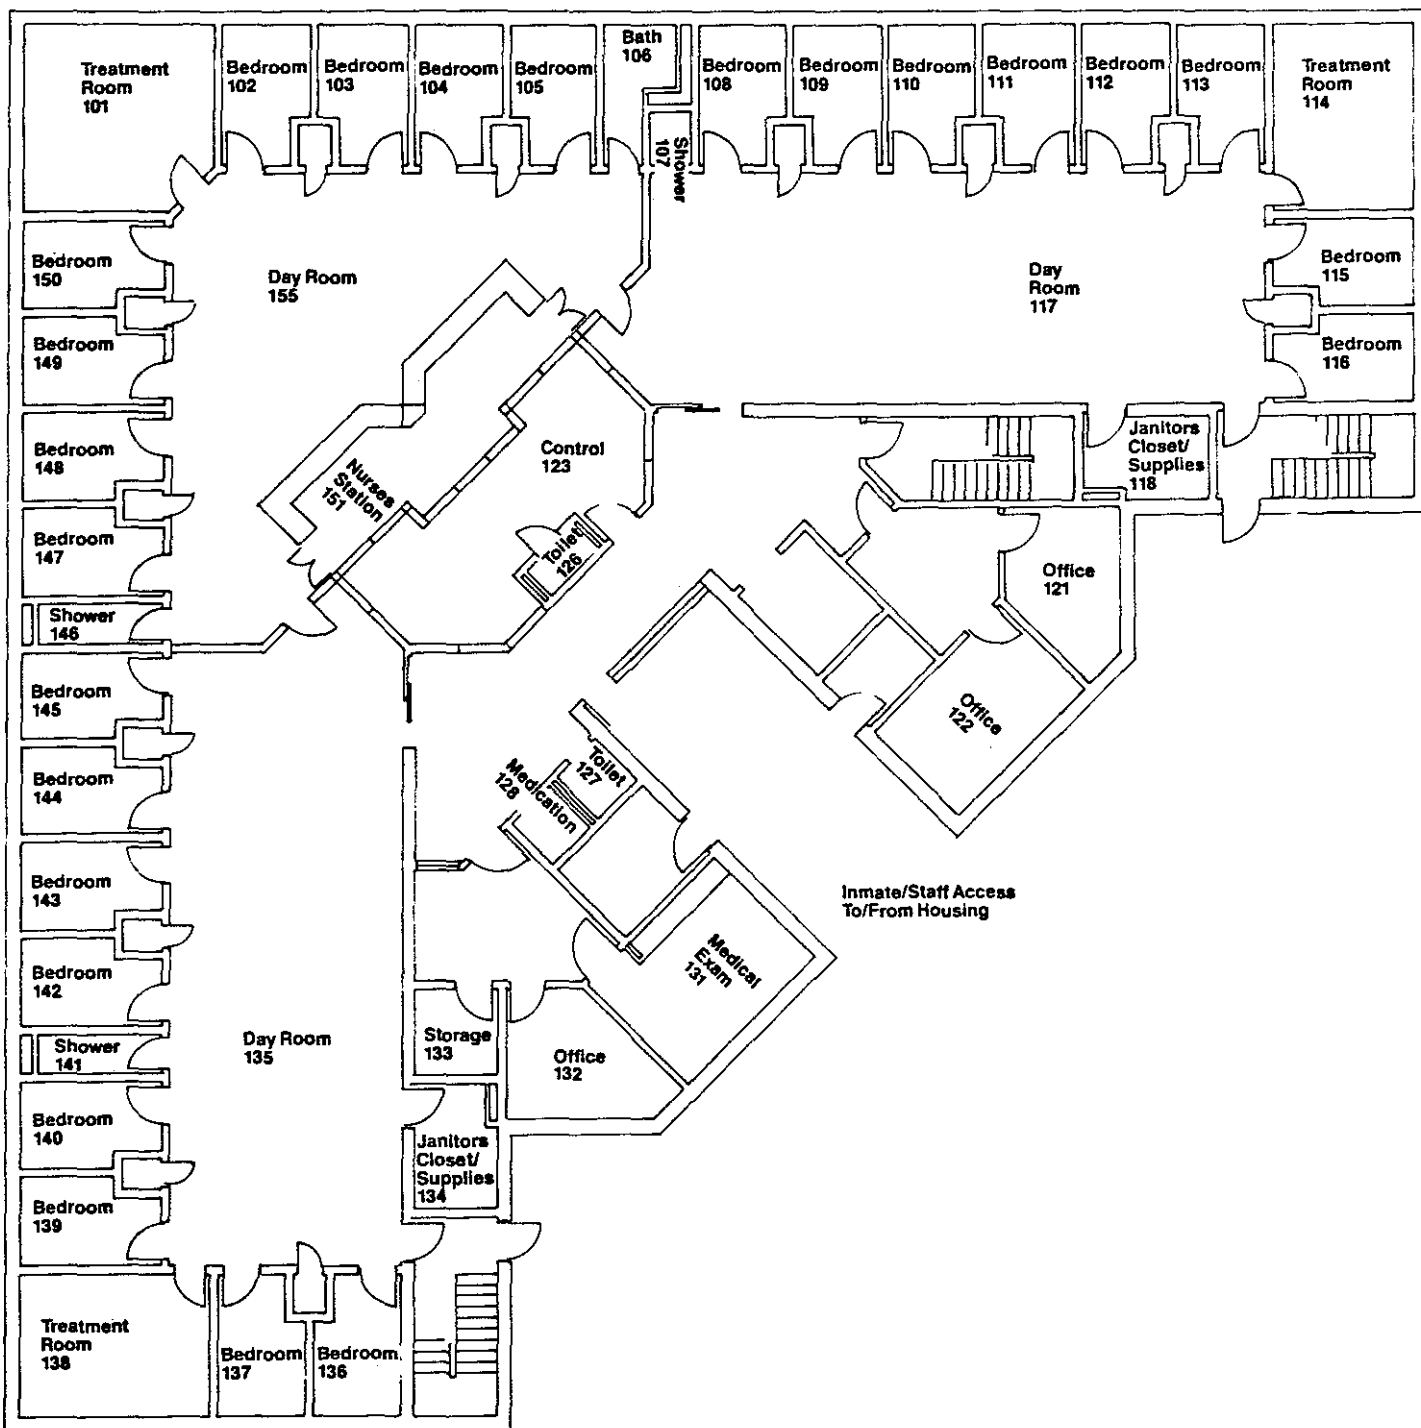 Treatment
Room
101
Bedroom
102
Bedroom
103
Bedroom
104
Bedroom
105
Bath
106
Shower
107
Bedroom
108
Bedroom
109
Bedroom
110
Bedroom
111
Bedroom
112
Bedroom
113
Treatment
Room
114
Bedroom
150
Day Room
155
Day
Room
117
Bedroom
115
Bedroom
149
Bedroom
116
Bedroom
148
Nurses
Station
151
Control
123
Janitors
Closet/
Supplies
118
Bedroom
147
Toilet
126
Office
121
Shower
146
Bedroom
145
Office
122
Bedroom
144
Medication
128
Toilet
127
Bedroom
143
Inmate/Staff Access
To/From Housing
Bedroom
142
Medical
Exam
131
Shower
141
Day Room
135
Storage
133
Office
132
Bedroom
140
Janitors
Closet/
Supplies
134
Bedroom
139
Treatment
Room
138
Bedroom
137
Bedroom
136